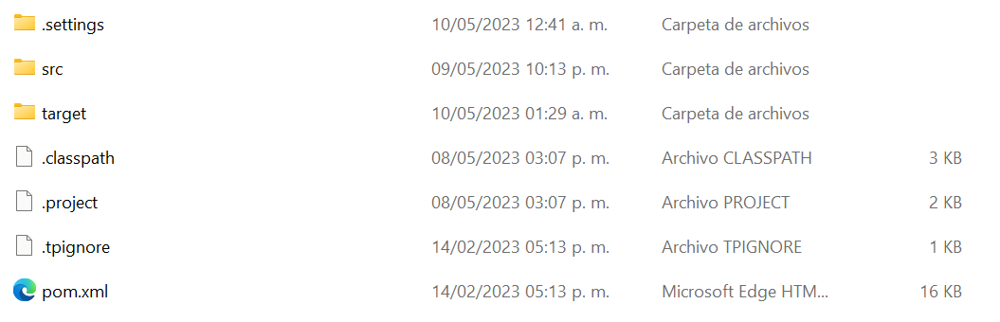 .settings 10/05/2023 12:41 a. m. Carpeta de archivos
src 09/05/2023 10:13 p. m. Carpeta de archivos
target 10/05/2023 01:29 a. m. Carpeta de archivos
.classpath 08/05/2023 03:07 p. m. Archivo CLASSPATH 3 KB
.project 08/05/2023 03:07 p. m. Archivo PROJECT 2 KB
.tpignore 14/02/2023 05:13 p. m. Archivo TPIGNORE 1 KB
pom.xml 14/02/2023 05:13 p. m. Microsoft Edge HTM... 16 KB